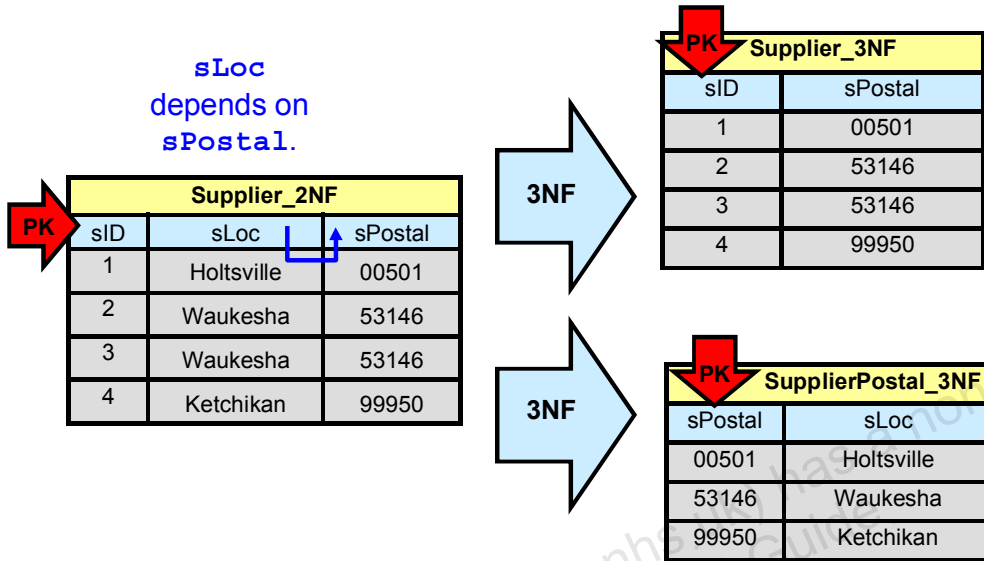 sLoc
depends on
sPostal.
PK
Supplier_2NF
sID sLoc sPostal
1 Holtsville 00501
2 Waukesha 53146
3 Waukesha 53146
4 Ketchikan 99950
3NF
3NF
PK
Supplier_3NF
sID sPostal
1 00501
2 53146
3 53146
4 99950
PK
SupplierPostal_3NF
sPostal sLoc
00501 Holtsville
53146 Waukesha
99950 Ketchikan
has a
Guide